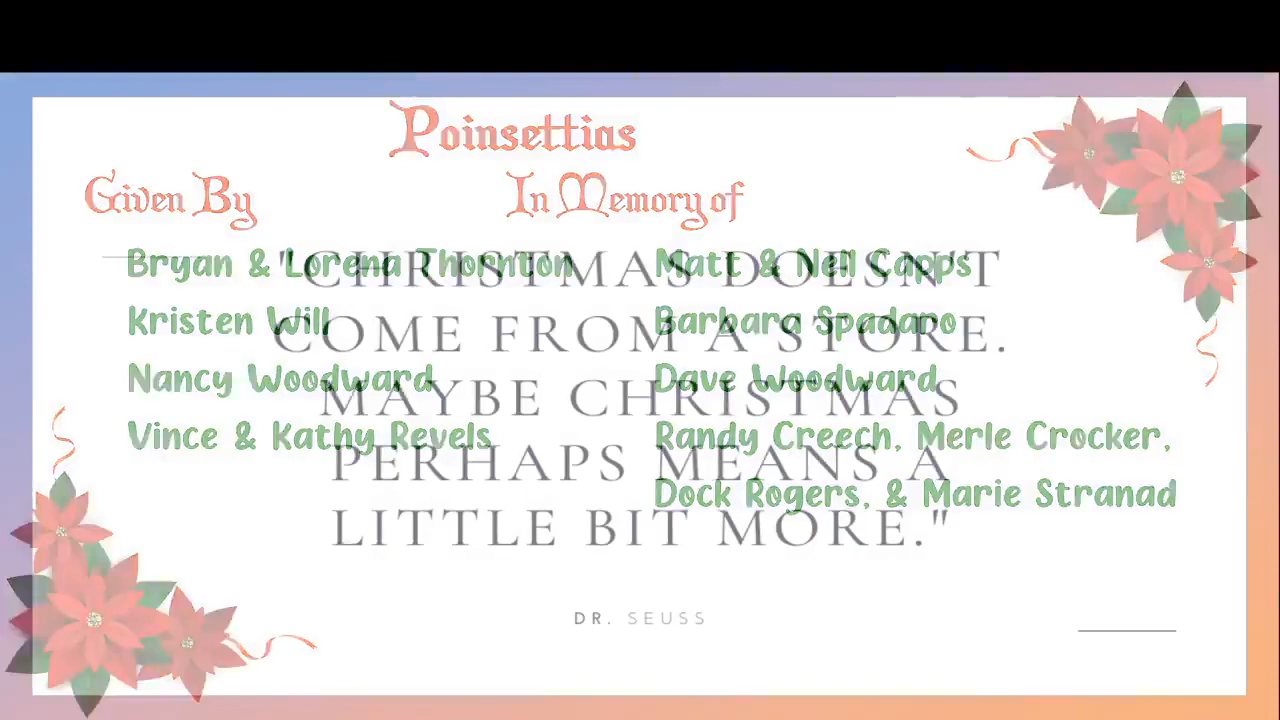 Poinsettias
Given By In Memory of
Bryan & Lorena Thornton Matt & Nell Capps
Kristen Will Barbara Spadaro
Nancy Woodward Dave Woodward
Vince & Kathy Revels Randy Creech, Merle Crocker,
Dock Rogers, & Marie Stranad
"CHRISTMAS DOESN'T
COME FROM A STORE.
MAYBE CHRISTMAS
PERHAPS MEANS A
LITTLE BIT MORE."
DR. SEUSS